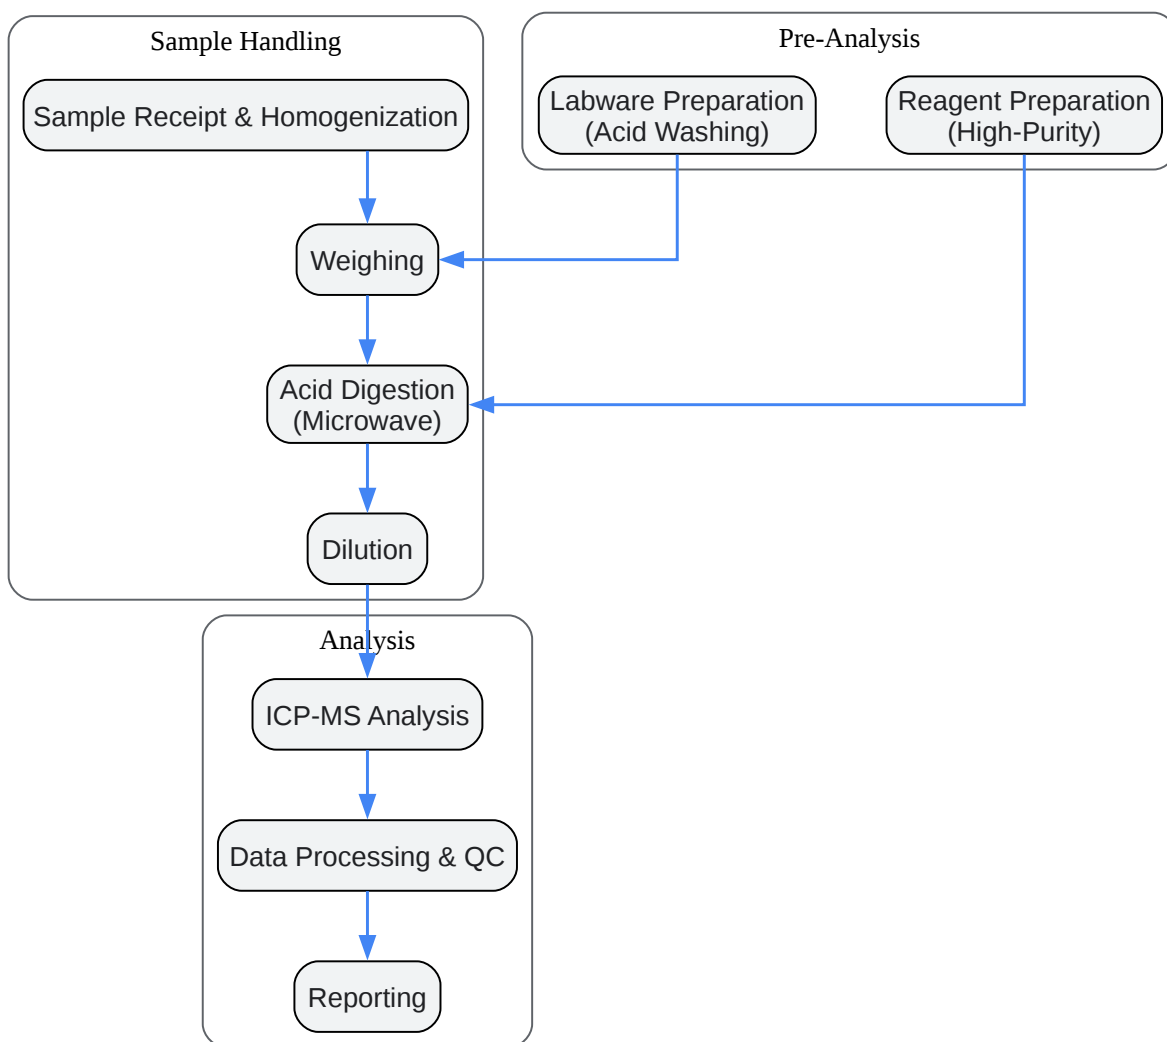 Sample Handling
Sample Receipt & Homogenization
Pre-Analysis
Labware Preparation
(Acid Washing)
Reagent Preparation
(High-Purity)
Weighing
Acid Digestion
(Microwave)
Dilution
Analysis
ICP-MS Analysis
Data Processing & QC
Reporting